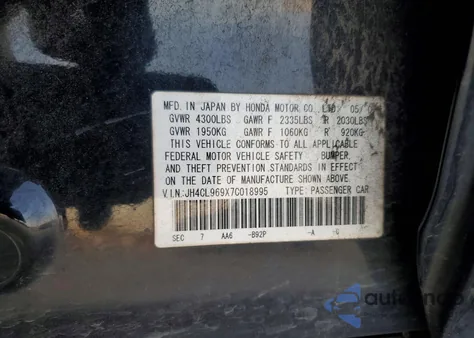 MFD. IN JAPAN BY HONDA MOTOR CO., LTD. 05/
GVWR 4300LBS GAWR F 2335LBS R 2030LBS
GVWR 1950KG GAWR F 1060KG R 920KG
THIS VEHICLE CONFORMS TO ALL APPLICABLE
FEDERAL MOTOR VEHICLE SAFETY BUMPER,
AND THEFT PREVENTION STANDARDS IN EFFECT
ON THE DATE OF MANUFACTURE SHOWN ABOVE
V.I.N.: JH4CL969X7C018995 TYPE: PASSENGER CAR
SEC 7 AA6 -B92P -A